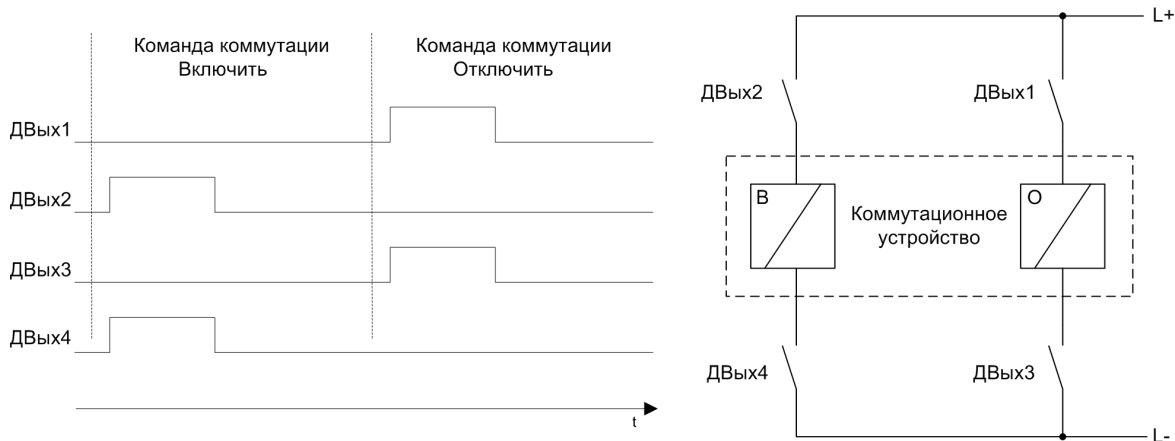 Команда коммутации
Включить
Команда коммутации
Отключить
ДВых1
ДВых2
ДВых3
ДВых4
t
L+
ДВых2
ДВых1
В
О
Коммутационное
устройство
ДВых4
ДВых3
L-